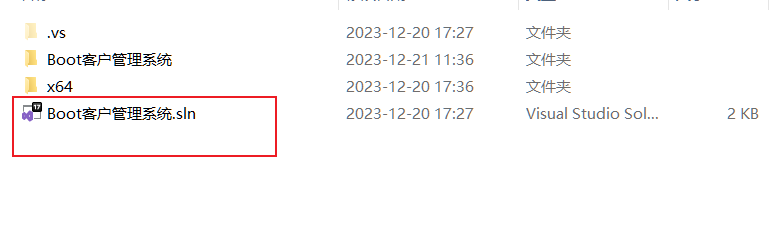 .vs 2023-12-20 17:27 文件夹
Boot客户管理系统 2023-12-21 11:36 文件夹
x64 2023-12-20 17:36 文件夹
17
Boot客户管理系统.sln 2023-12-20 17:27 Visual Studio Sol... 2 KB